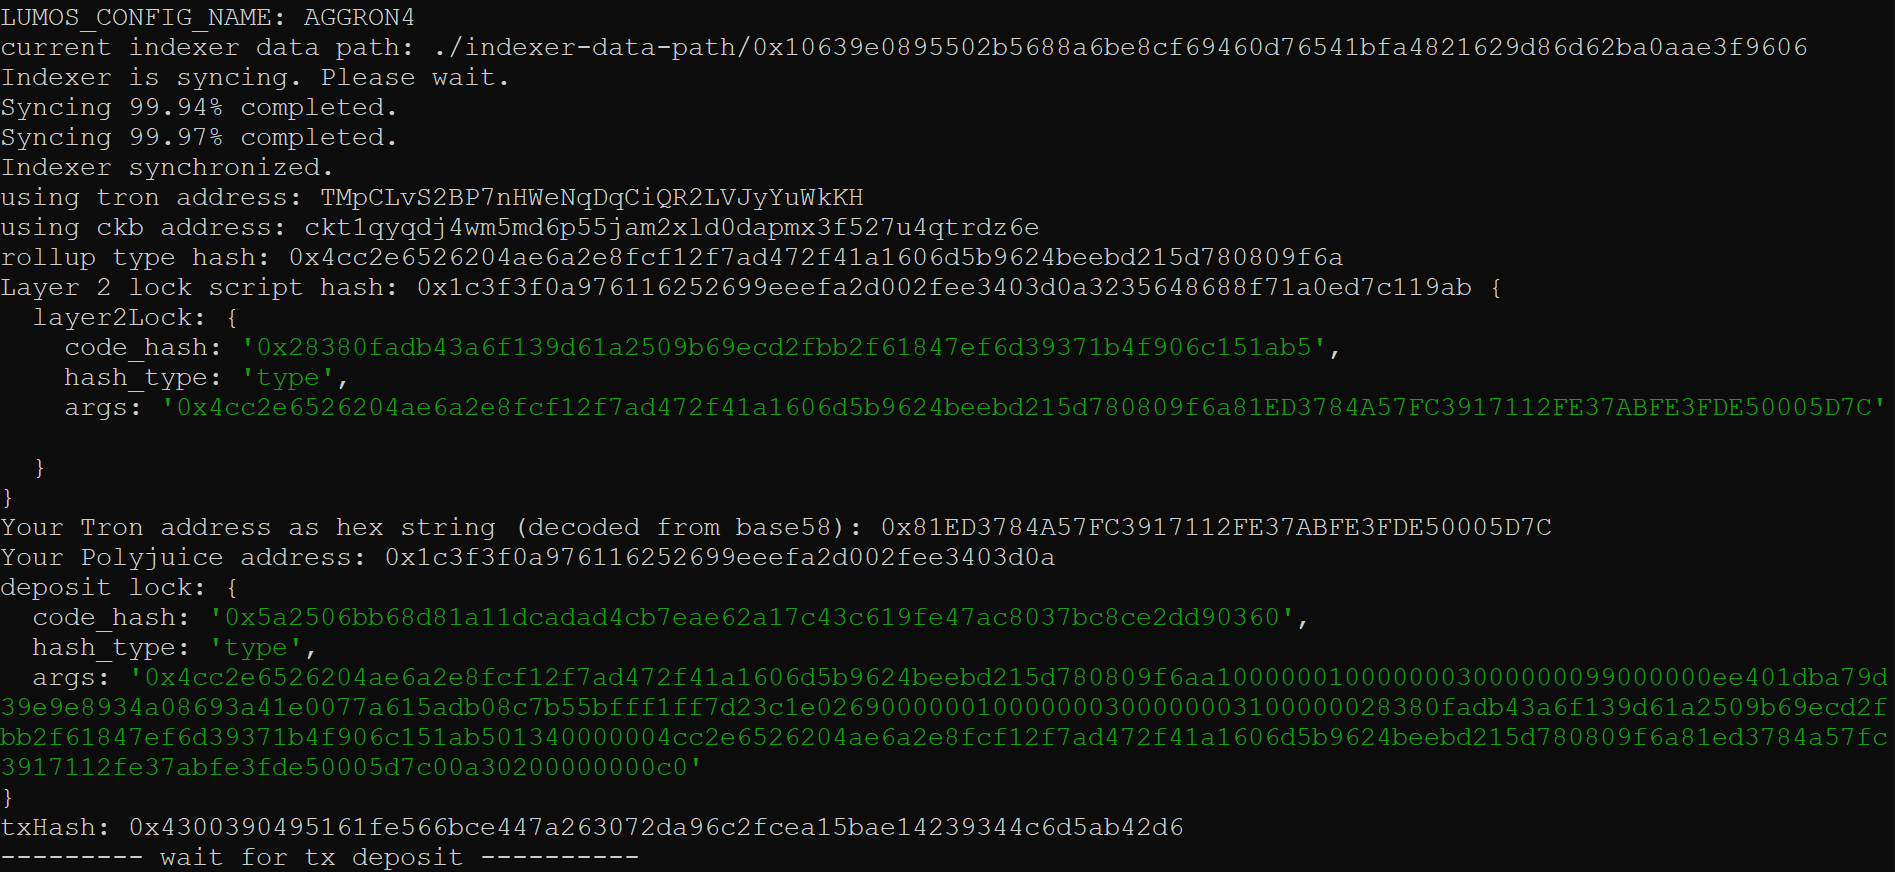 LUMOS_CONFIG_NAME: AGGRON4
current indexer data path: ./indexer-data-path/0x10639e0895502b5688a6be8cf69460d76541bfa4821629d86d62ba0aae3f9606
Indexer is syncing. Please wait.
Syncing 99.94% completed.
Syncing 99.97% completed.
Indexer synchronized.
using tron address: TMpCLvS2BP7nHWeNqDqCiQR2LVJyYuWkKH
using ckb address: ckt1qyqdj4wm5md6p55jam2xld0dapmx3f527u4qtrdz6e
rollup type hash: 0x4cc2e6526204ae6a2e8fcf12f7ad472f41a1606d5b9624beebd215d780809f6a
Layer 2 lock script hash: 0x1c3f3f0a976116252699eeefa2d002fee3403d0a3235648688f71a0ed7c119ab {
  layer2Lock: {
    code_hash: '0x28380fadb43a6f139d61a2509b69ecd2fbb2f61847ef6d39371b4f906c151ab5',
    hash_type: 'type',
    args: '0x4cc2e6526204ae6a2e8fcf12f7ad472f41a1606d5b9624beebd215d780809f6a81ED3784A57FC3917112FE37ABFE3FDE50005D7C'
  }
}
Your Tron address as hex string (decoded from base58): 0x81ED3784A57FC3917112FE37ABFE3FDE50005D7C
Your Polyjuice address: 0x1c3f3f0a976116252699eeefa2d002fee3403d0a
deposit lock: {
  code_hash: '0x5a2506bb68d81a11dcadad4cb7eae62a17c43c619fe47ac8037bc8ce2dd90360',
  hash_type: 'type',
  args: '0x4cc2e6526204ae6a2e8fcf12f7ad472f41a1606d5b9624beebd215d780809f6aa10000001000000003000000099000000ee401dba79d
39e9e8934a08693a41e0077a615adb08c7b55bfff1ff7d23c1e0269000000010000000300000003100000028380fadb43a6f139d61a2509b69ecd2f
bb2f61847ef6d39371b4f906c151ab501340000004cc2e6526204ae6a2e8fcf12f7ad472f41a1606d5b9624beebd215d780809f6a81ed3784a57fc
3917112fe37abfe3fde50005d7c00a30200000000c0'
}
txHash: 0x4300390495161fe566bce447a263072da96c2fcea15bae14239344c6d5ab42d6
--------- wait for tx deposit ----------